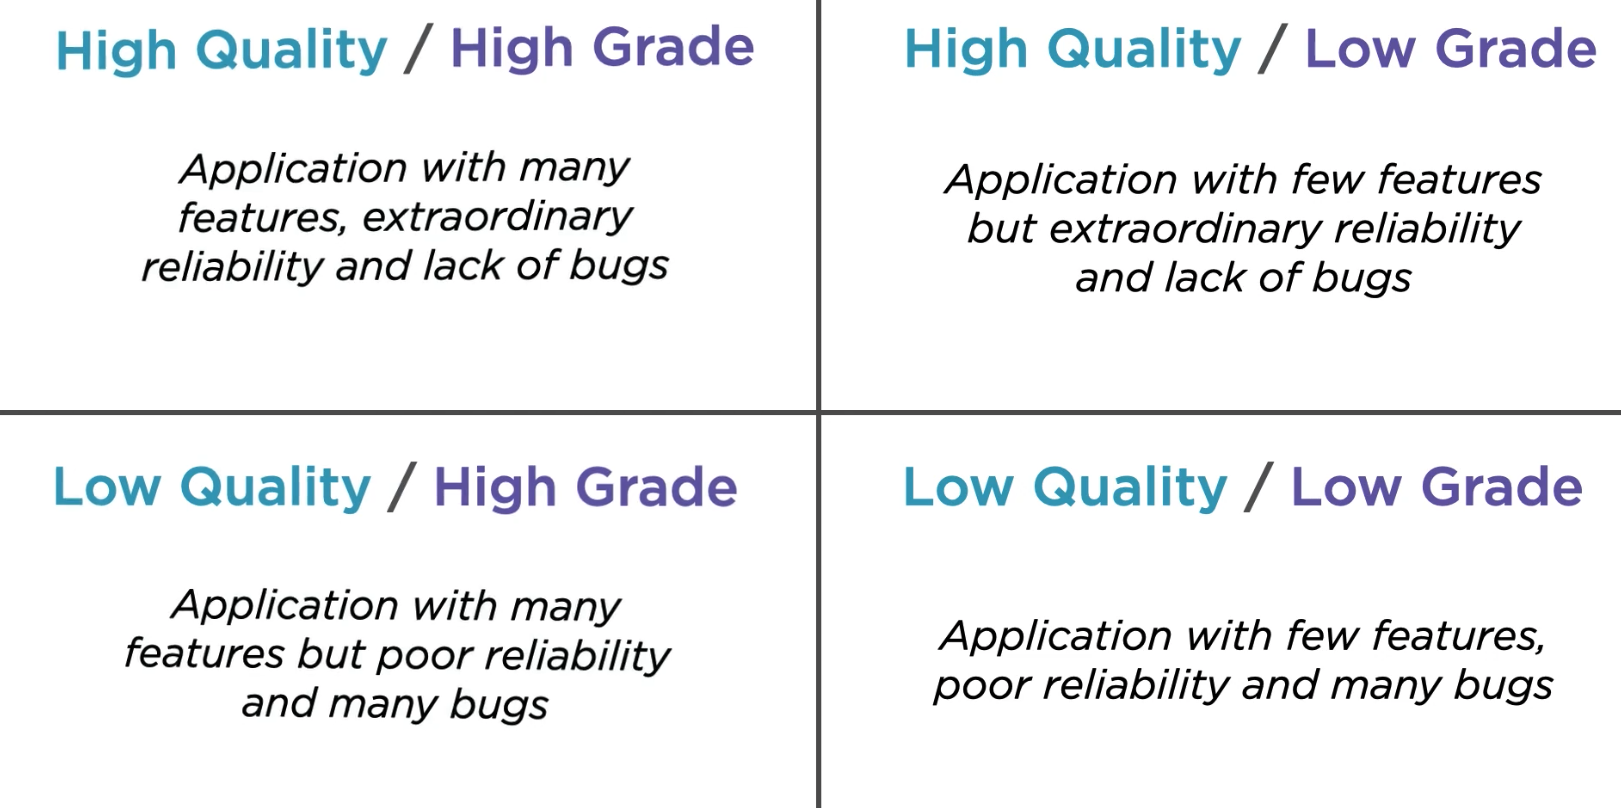 High Quality / High Grade
Application with many
features, extraordinary
reliability and lack of bugs
High Quality / Low Grade
Application with few features
but extraordinary reliability
and lack of bugs
Low Quality / High Grade
Application with many
features but poor reliability
and many bugs
Low Quality / Low Grade
Application with few features,
poor reliability and many bugs